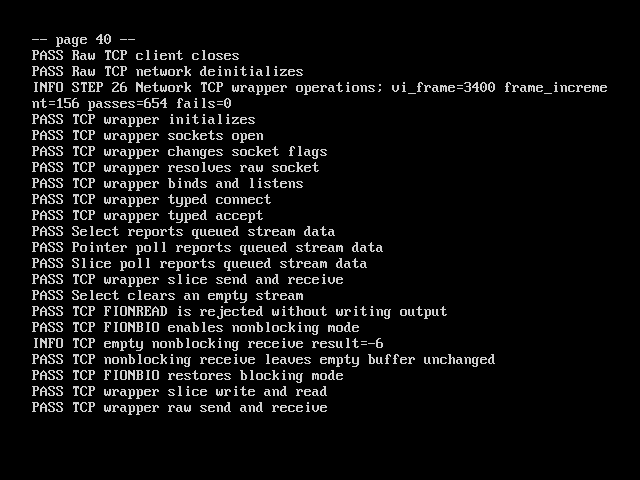 -- page 40 --
PASS Raw TCP client closes
PASS Raw TCP network deinitializes
INFO STEP 26 Network TCP wrapper operations; vi_frame=3400 frame_increme
nt=156 passes=654 fails=0
PASS TCP wrapper initializes
PASS TCP wrapper sockets open
PASS TCP wrapper changes socket flags
PASS TCP wrapper resolves raw socket
PASS TCP wrapper binds and listens
PASS TCP wrapper typed connect
PASS TCP wrapper typed accept
PASS Select reports queued stream data
PASS Pointer poll reports queued stream data
PASS Slice poll reports queued stream data
PASS TCP wrapper slice send and receive
PASS Select clears an empty stream
PASS TCP FIONREAD is rejected without writing output
PASS TCP FIONBIO enables nonblocking mode
INFO TCP empty nonblocking receive result=-6
PASS TCP nonblocking receive leaves empty buffer unchanged
PASS TCP FIONBIO restores blocking mode
PASS TCP wrapper slice write and read
PASS TCP wrapper raw send and receive